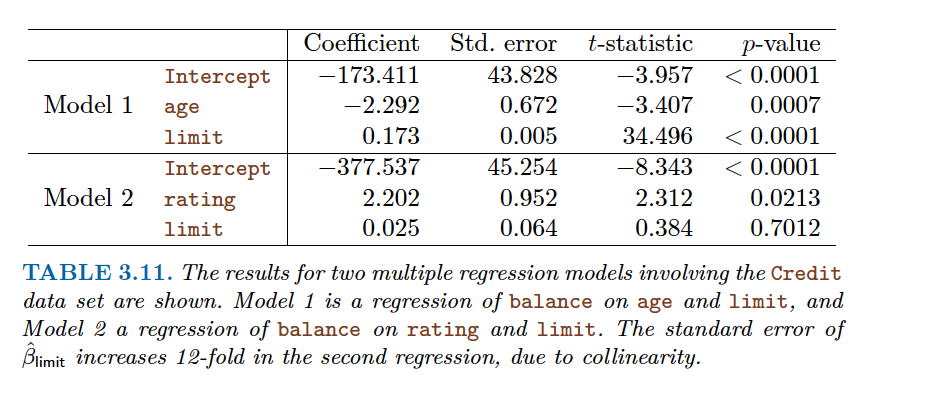 Coefficient Std. error t-statistic p-value
Intercept −173.411 43.828 −3.957 < 0.0001
Model 1 age −2.292 0.672 −3.407 0.0007
limit 0.173 0.005 34.496 < 0.0001
Intercept −377.537 45.254 −8.343 < 0.0001
Model 2 rating 2.202 0.952 2.312 0.0213
limit 0.025 0.064 0.384 0.7012
TABLE 3.11. The results for two multiple regression models involving the Credit
data set are shown. Model 1 is a regression of balance on age and limit, and
Model 2 a regression of balance on rating and limit. The standard error of
β̂limit increases 12-fold in the second regression, due to collinearity.